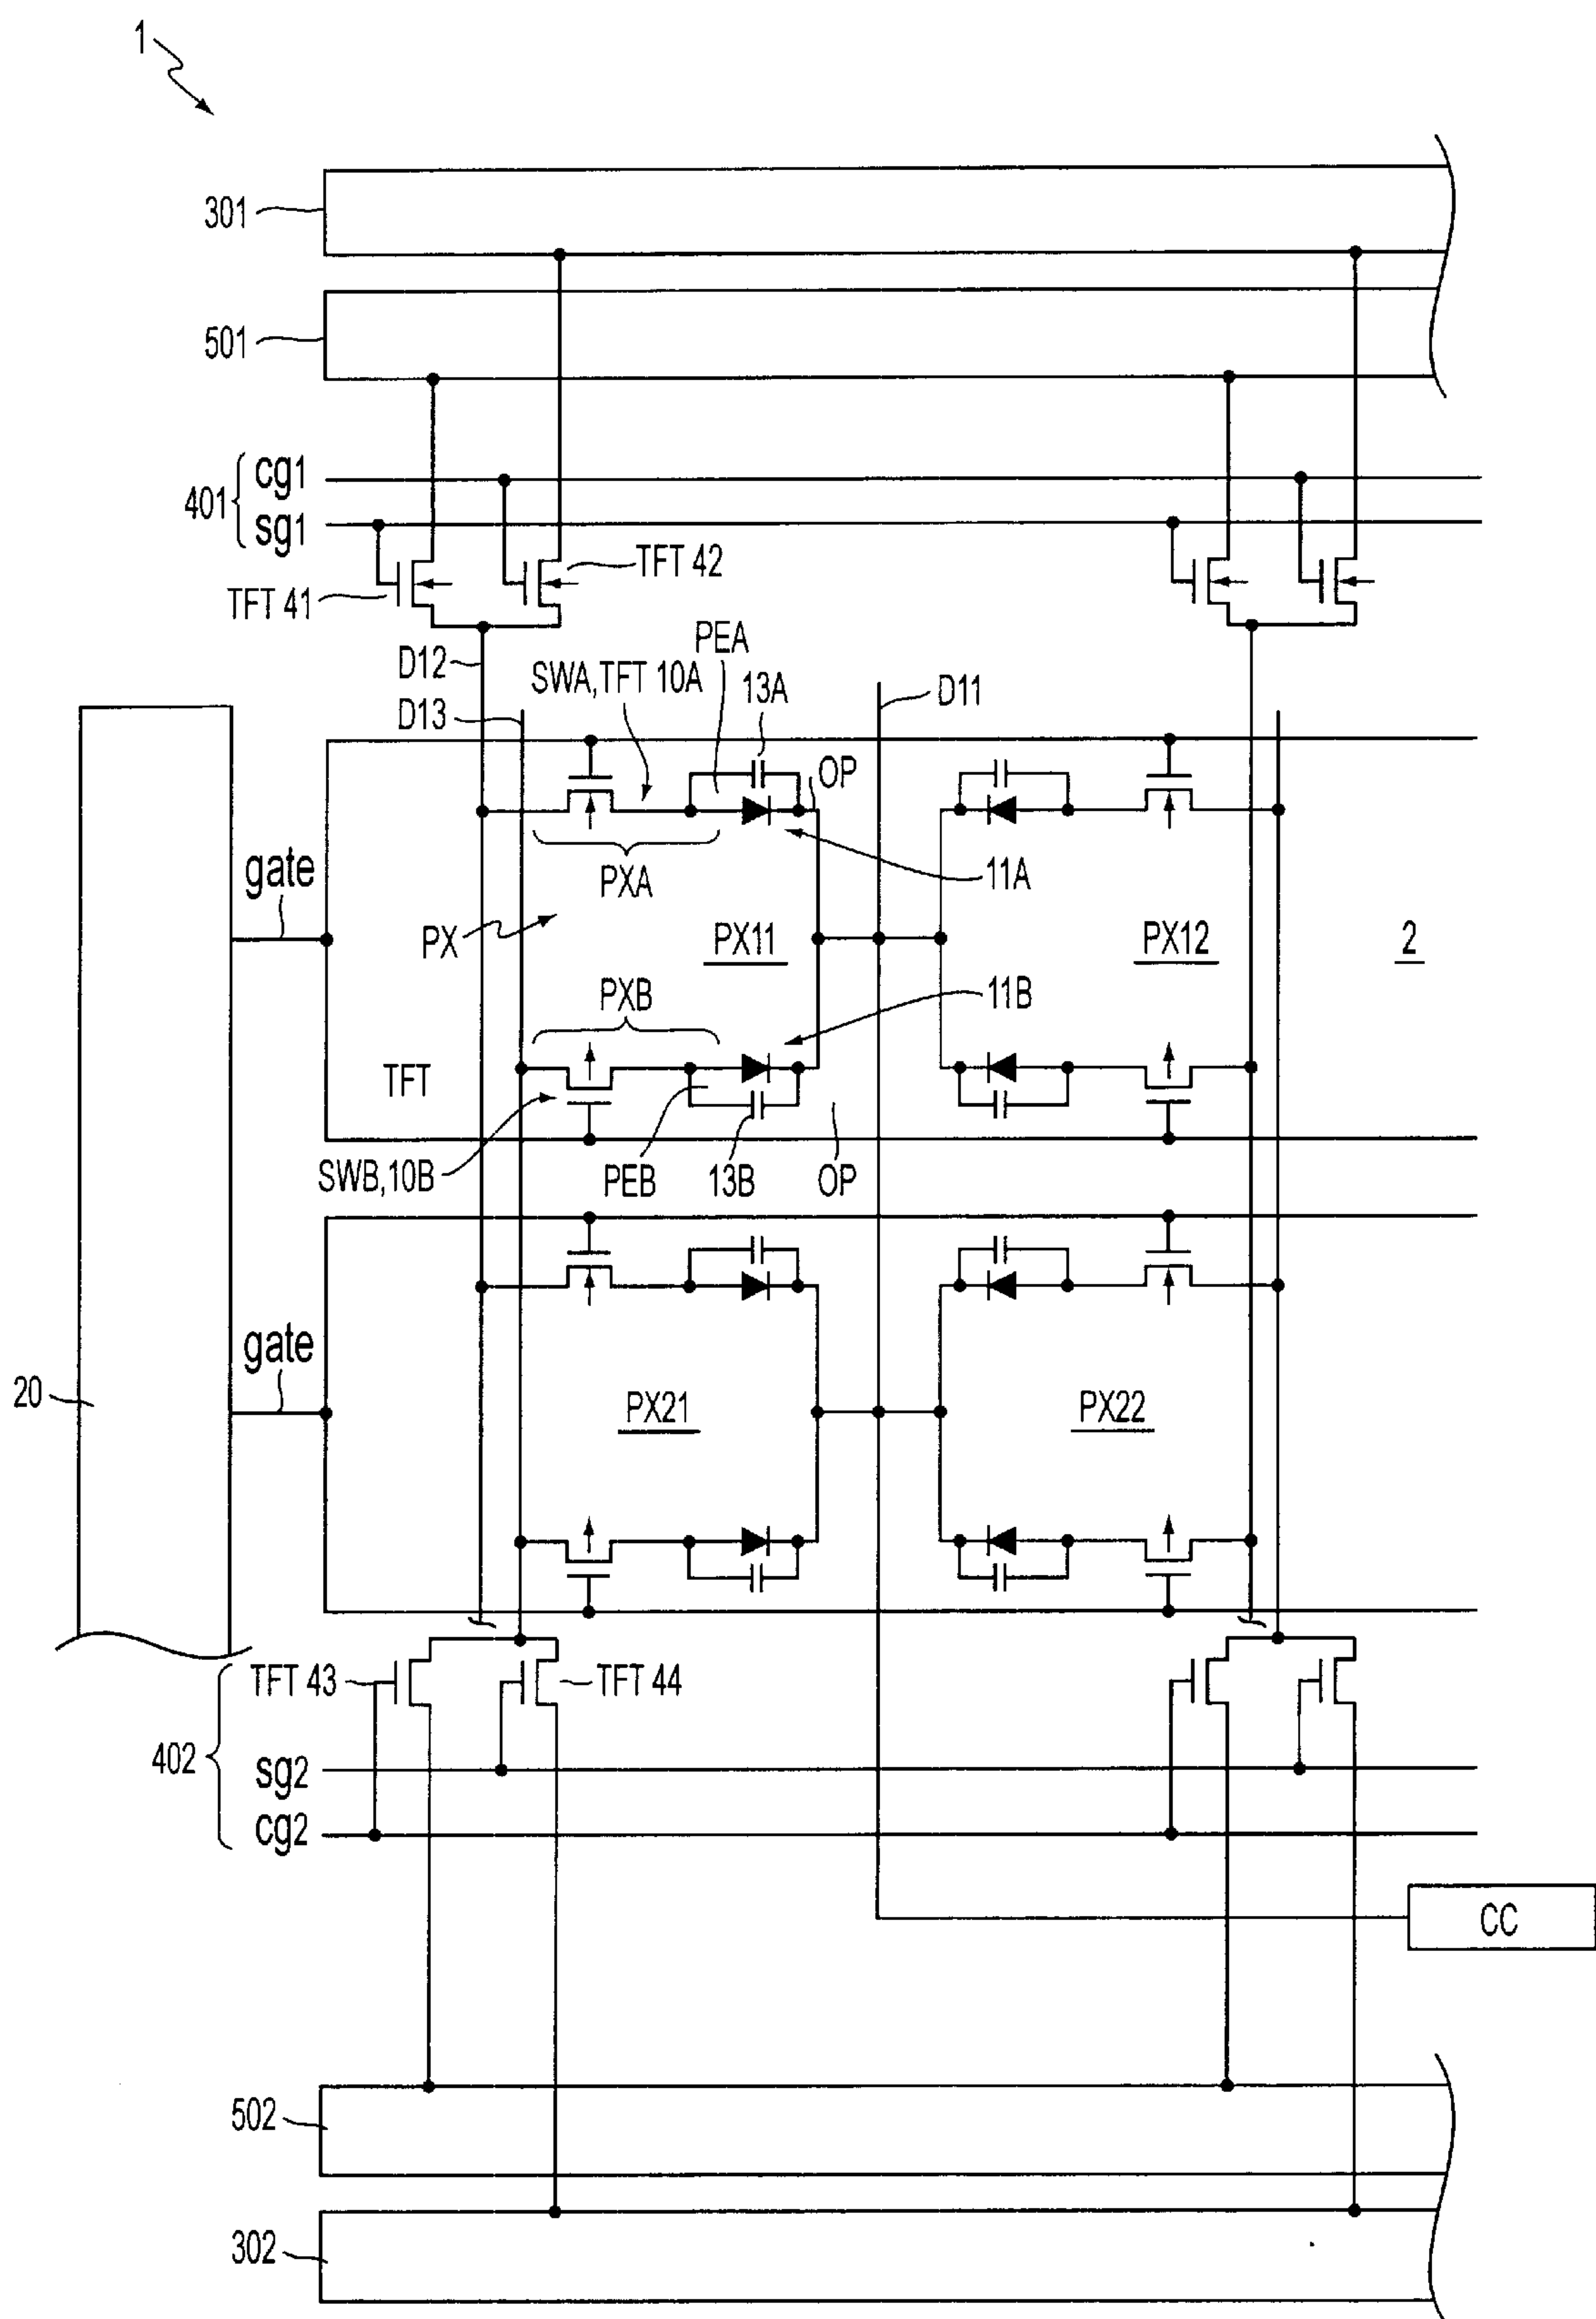 1
301
501
401
cg1
sg1
TFT 42
TFT 41
PEA
D12
SWA,TFT 10A
13A
D11
D13
OP
gate
PXA
11A
PX
PX11
PX12
2
PXB
11B
TFT
SWB,10B
PEB
13B
OP
gate
20
PX21
PX22
TFT 43
TFT 44
402
sg2
cg2
CC
502
302